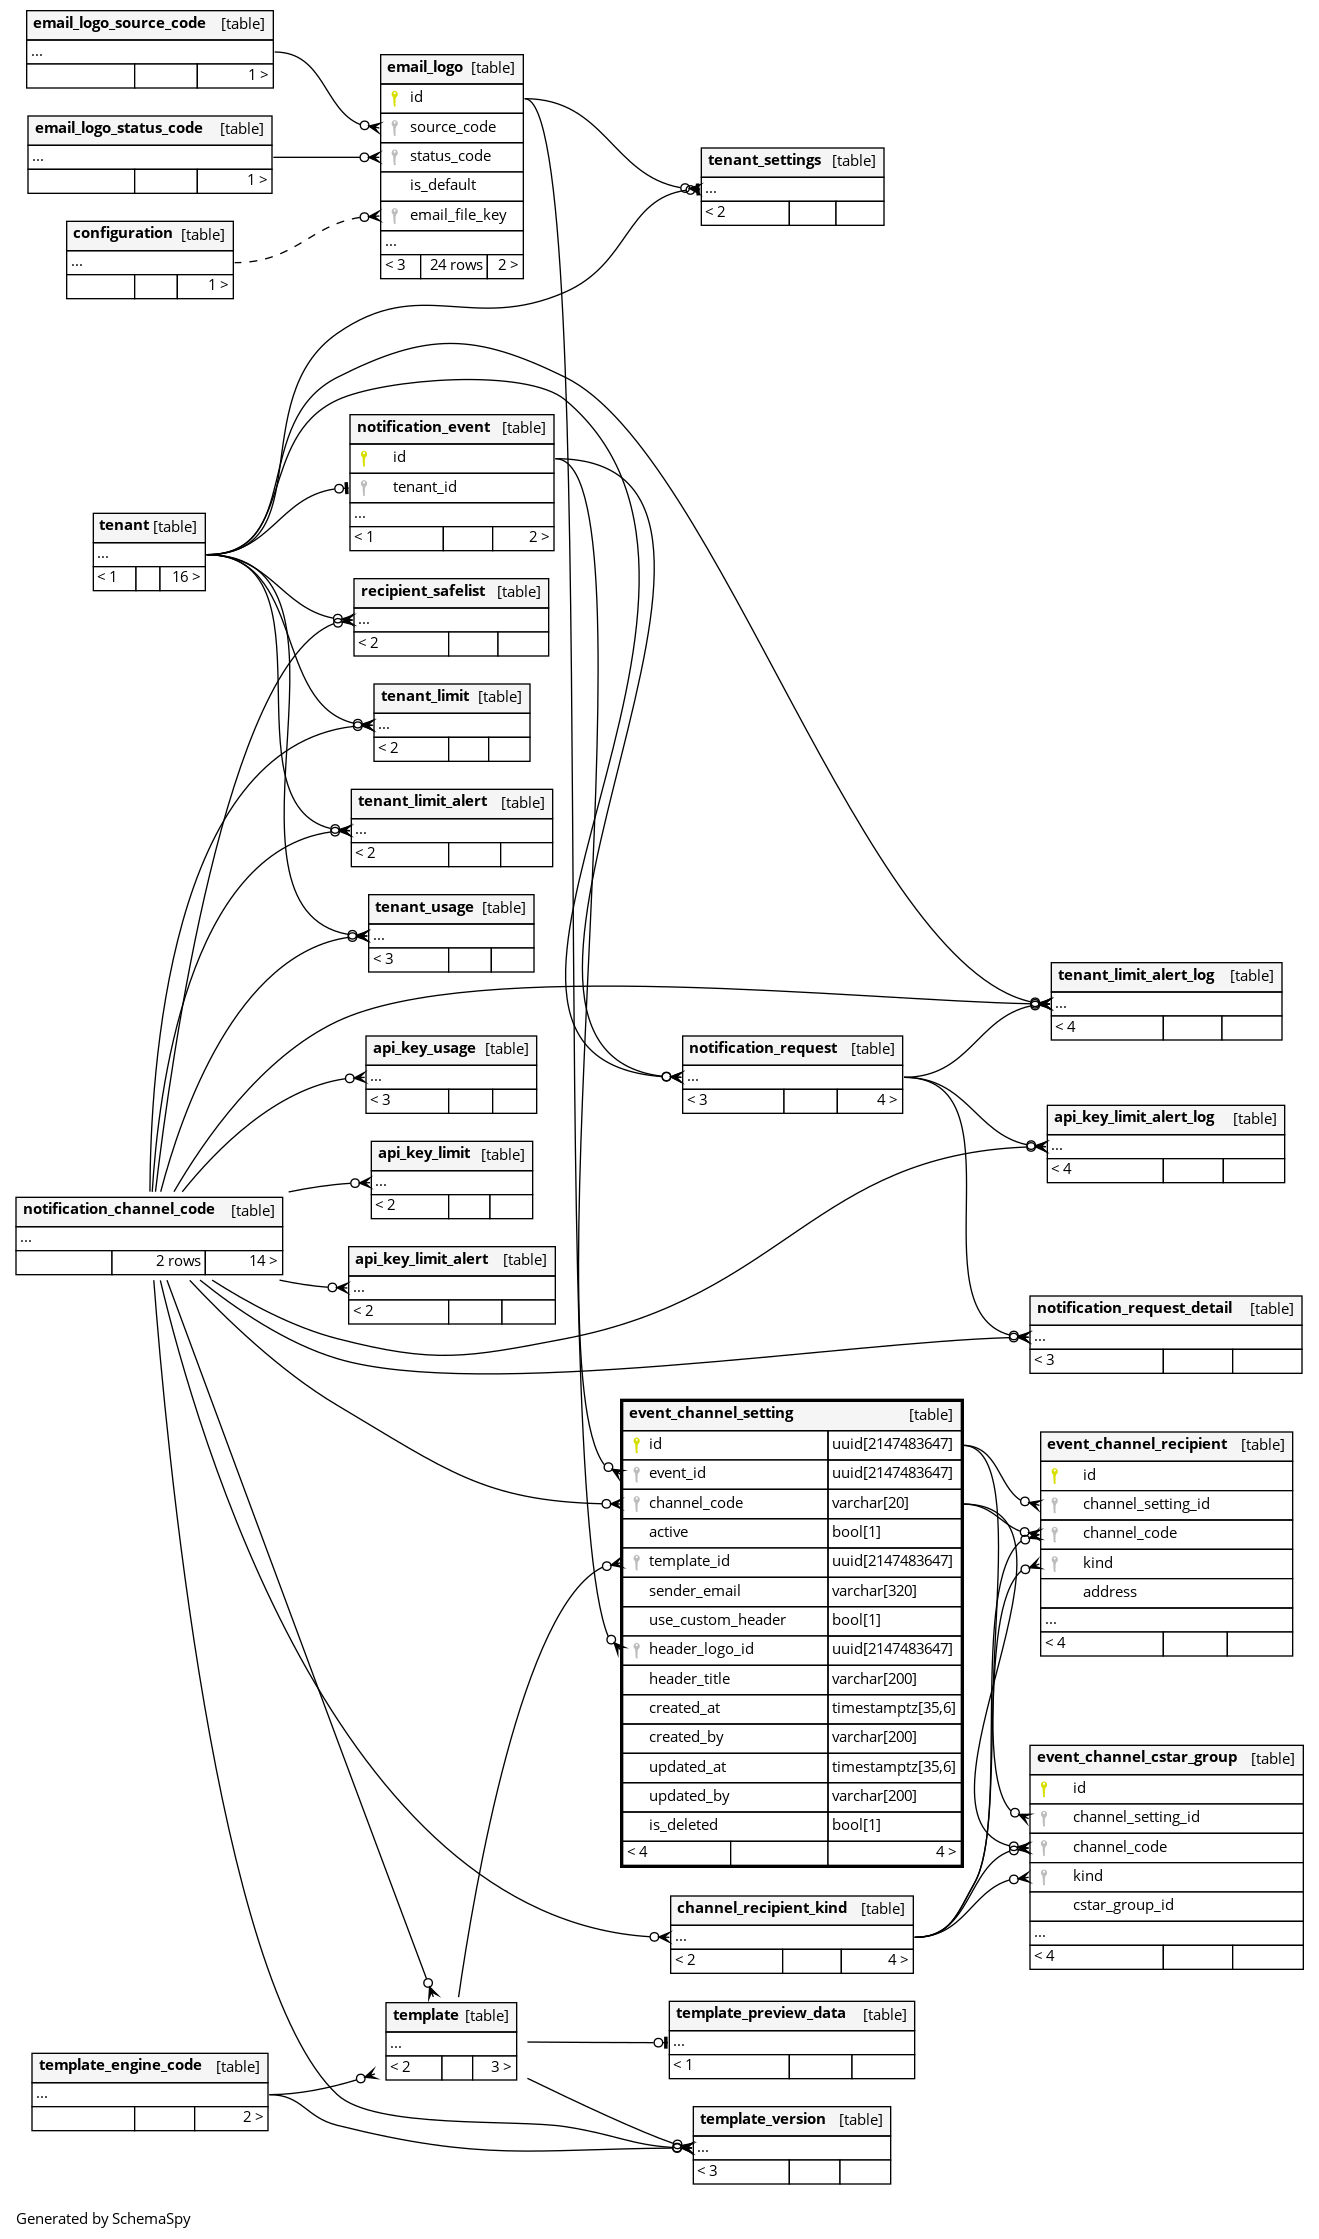 email_logo_source_code [table]
...
1 >
email_logo_status_code [table]
...
1 >
configuration [table]
...
1 >
email_logo [table]
id
source_code
status_code
is_default
email_file_key
...
< 3 24 rows 2 >
tenant_settings [table]
...
< 2
notification_event [table]
id
tenant_id
...
< 1 2 >
tenant [table]
...
< 1 16 >
recipient_safelist [table]
...
< 2
tenant_limit [table]
...
< 2
tenant_limit_alert [table]
...
< 2
tenant_usage [table]
...
< 3
tenant_limit_alert_log [table]
...
< 4
api_key_usage [table]
...
< 3
notification_request [table]
...
< 3 4 >
api_key_limit_alert_log [table]
...
< 4
api_key_limit [table]
...
< 2
notification_channel_code [table]
...
2 rows 14 >
api_key_limit_alert [table]
...
< 2
notification_request_detail [table]
...
< 3
event_channel_setting [table]
id uuid[2147483647]
event_id uuid[2147483647]
channel_code varchar[20]
active bool[1]
template_id uuid[2147483647]
sender_email varchar[320]
use_custom_header bool[1]
header_logo_id uuid[2147483647]
header_title varchar[200]
created_at timestamptz[35,6]
created_by varchar[200]
updated_at timestamptz[35,6]
updated_by varchar[200]
is_deleted bool[1]
< 4 4 >
event_channel_recipient [table]
id
channel_setting_id
channel_code
kind
address
...
< 4
event_channel_cstar_group [table]
id
channel_setting_id
channel_code
kind
cstar_group_id
...
< 4
channel_recipient_kind [table]
...
< 2 4 >
template [table]
...
< 2 3 >
template_preview_data [table]
...
< 1
template_engine_code [table]
...
2 >
template_version [table]
...
< 3
Generated by SchemaSpy